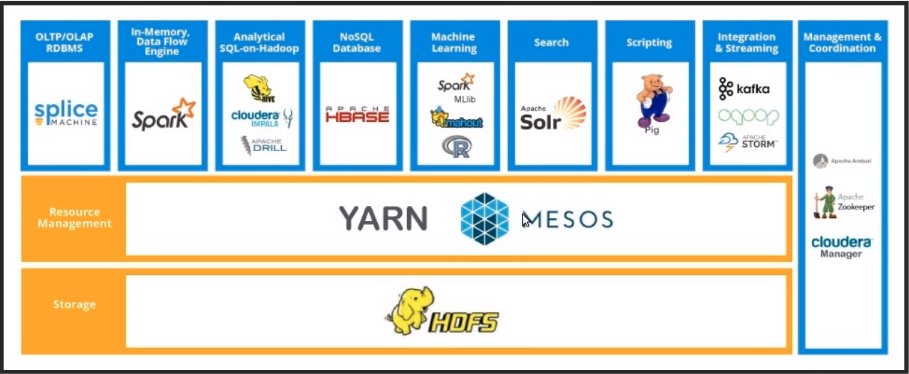 OLTP/OLAP
RDBMS
splice
MACHINE
In-Memory,
Data Flow
Engine
Spark
Analytical
SQL-on-Hadoop
HIVE
cloudera
IMPALA
APACHE
DRILL
NoSQL
Database
APACHE
HBASE
Machine
Learning
Spark
MLlib
mahout
R
Search
Apache
Solr
Scripting
Pig
Integration
& Streaming
kafka
sqoop
APACHE
STORM
Management &
Coordination
Apache Ambari
Apache
Zookeeper
cloudera
Manager
Resource
Management
YARN
MESOS
Storage
HDFS